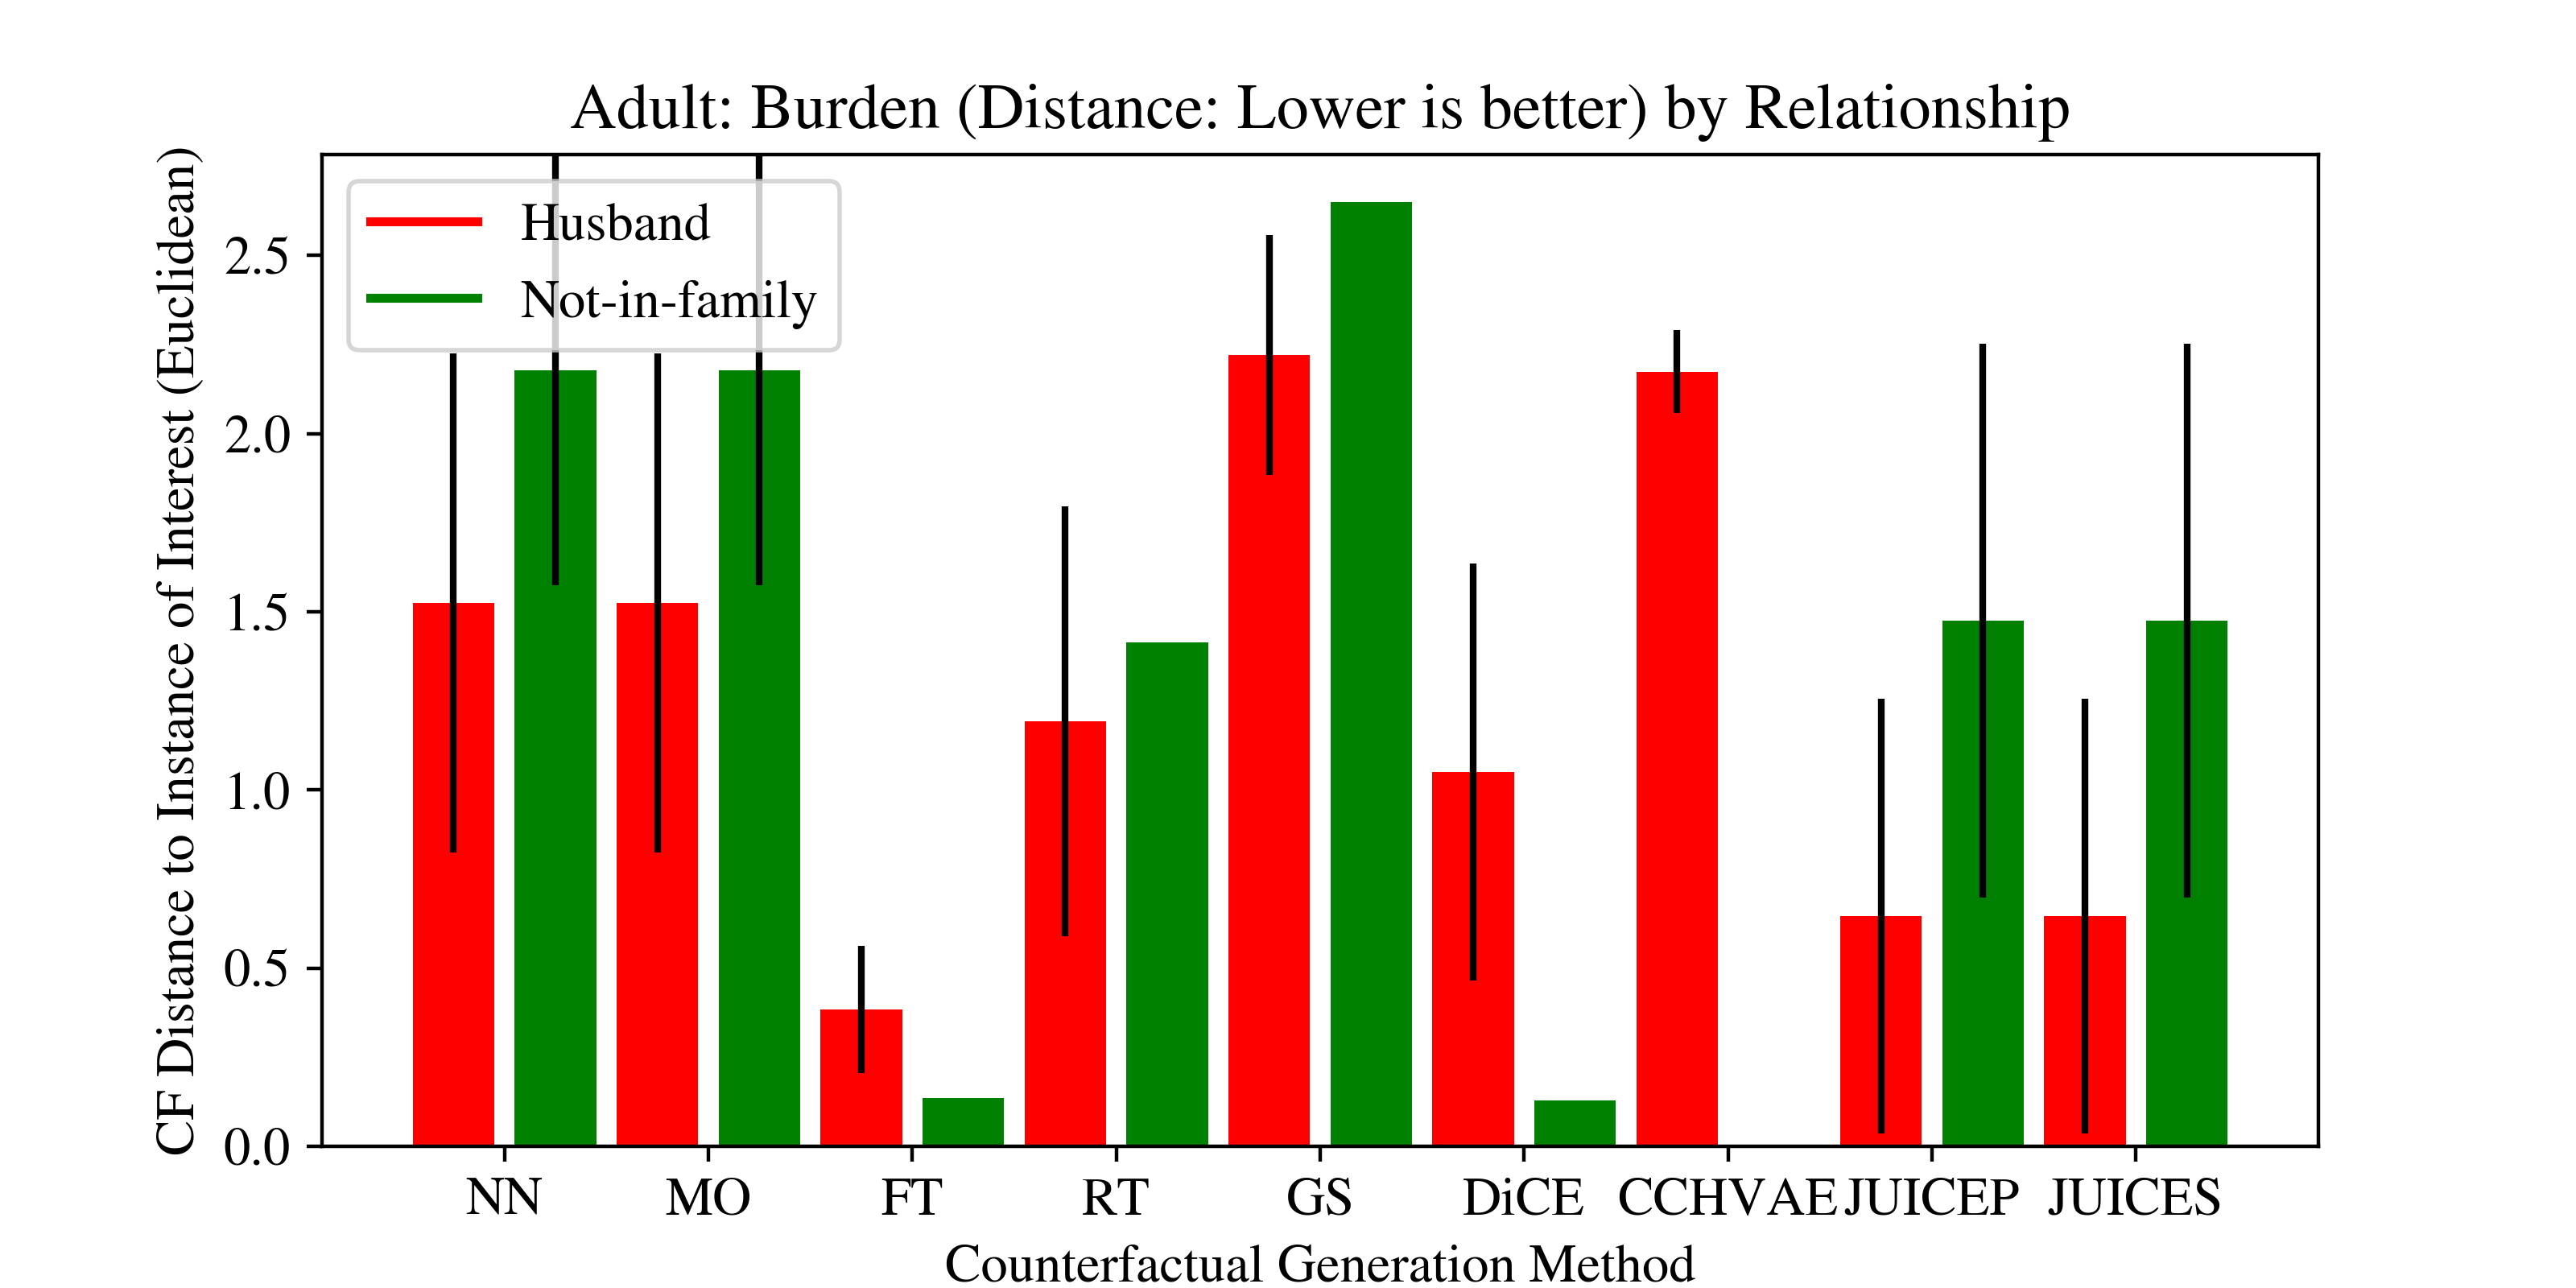 Adult: Burden (Distance: Lower is better) by Relationship
CF Distance to Instance of Interest (Euclidean)
2.5
2.0
1.5
1.0
0.5
0.0
Husband
Not-in-family
NN MO FT RT GS DiCE CCHVAE JUICEP JUICES
Counterfactual Generation Method